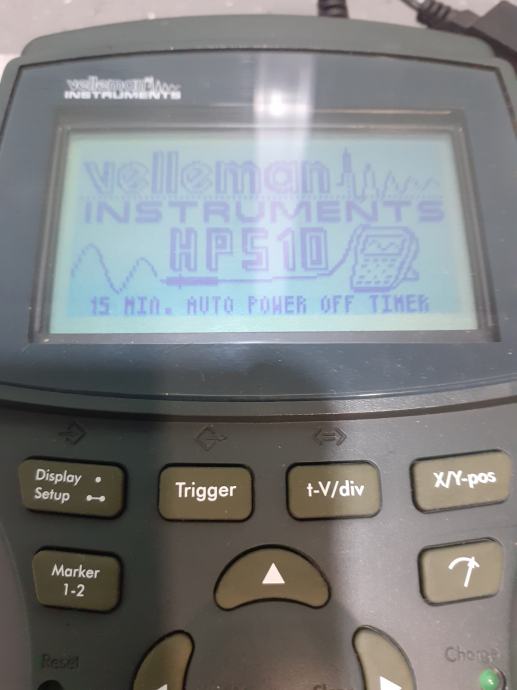 velleman
INSTRUMENTS
velleman
INSTRUMENTS
HPS10
15 MIN. AUTO POWER OFF TIMER
Display
Setup
Trigger
t-V/div
X/Y-pos
Marker
1-2
Reset
Charge